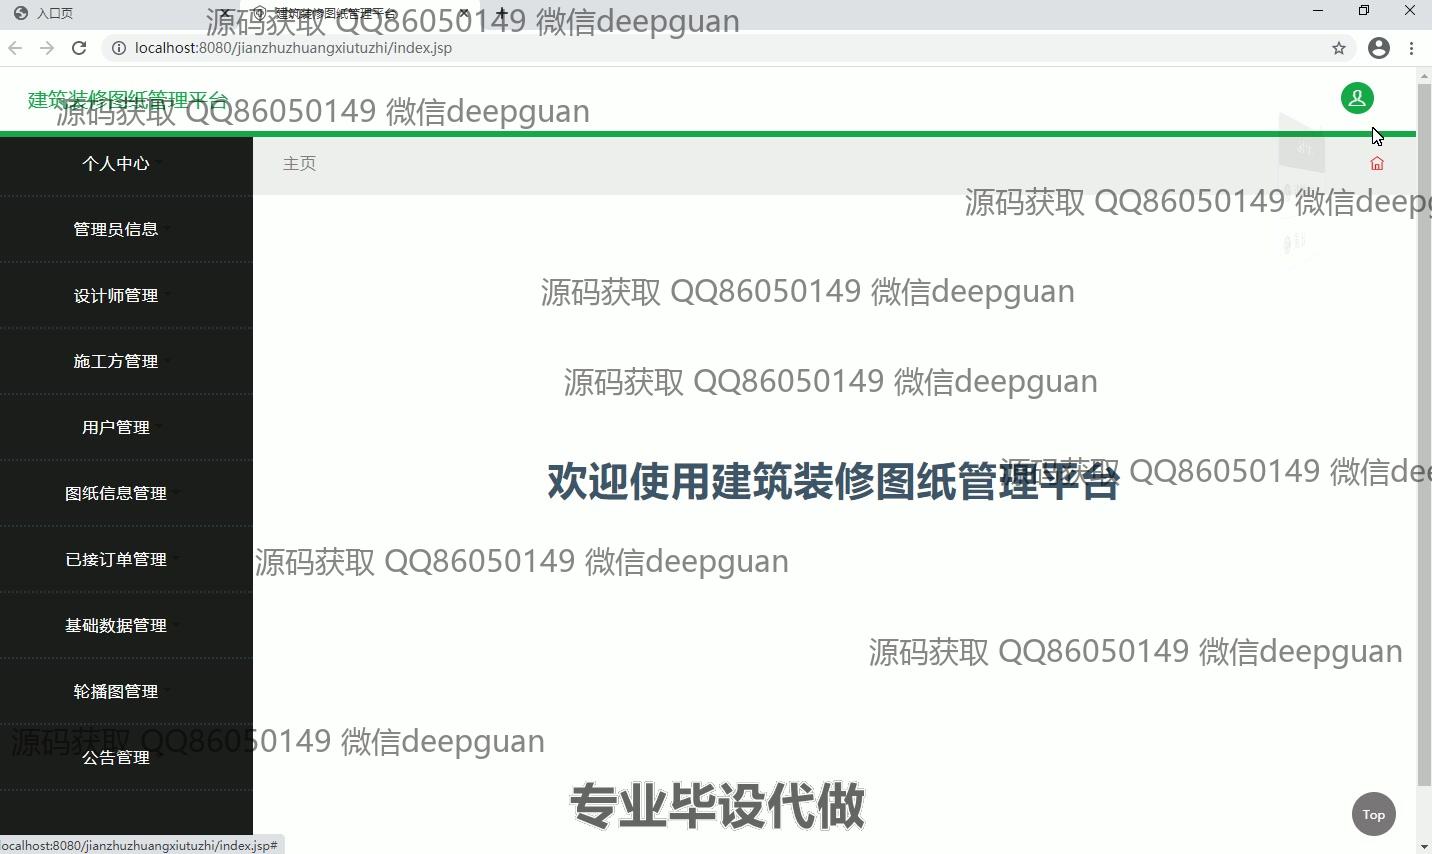 入口页
建筑装修图纸管理平台
源码获取 QQ86050149 微信deepguan
localhost:8080/jianzhuzhuangxiutuzhi/index.jsp
建筑装修图纸管理平台
源码获取 QQ86050149 微信deepguan
个人中心
主页
源码获取 QQ86050149 微信deepg
管理员信息
设计师管理
源码获取 QQ86050149 微信deepguan
施工方管理
源码获取 QQ86050149 微信deepguan
用户管理
欢迎使用建筑装修图纸管理平台
源码获取 QQ86050149 微信dee
图纸信息管理
已接订单管理
源码获取 QQ86050149 微信deepguan
基础数据管理
源码获取 QQ86050149 微信deepguan
轮播图管理
源码获取 QQ86050149 微信deepguan
公告管理
专业毕设代做
Top
localhost:8080/jianzhuzhuangxiutuzhi/index.jsp#